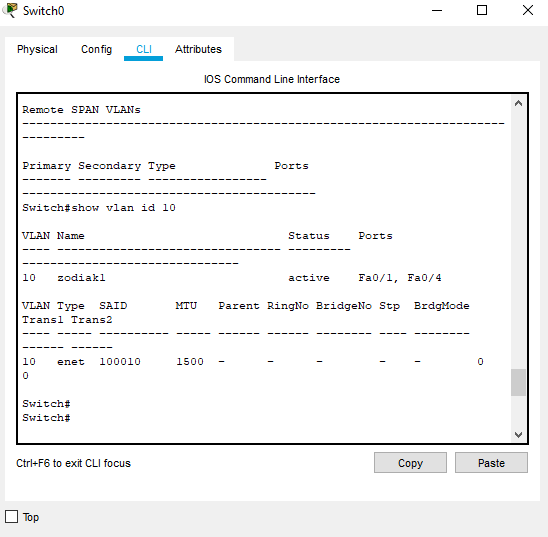 Switch0
Physical Config CLI Attributes
IOS Command Line Interface
Remote SPAN VLANs
---------------------------------------------------------------------
---------
Primary Secondary Type              Ports
------- --------- ----------------- 
------------------------------------------
Switch#show vlan id 10
VLAN Name                             Status    Ports
---- -------------------------------- ---------
-------------------------------
10   zodiak1                          active    Fa0/1, Fa0/4
VLAN Type  SAID       MTU   Parent RingNo BridgeNo Stp  BrdgMode
Trans1 Trans2
---- ----- ---------- ----- ------ ------ -------- ---- --------
------ ------
10   enet  100010     1500  -      -      -        -    -        0
0
Switch#
Switch#
Ctrl+F6 to exit CLI focus
Copy Paste
Top